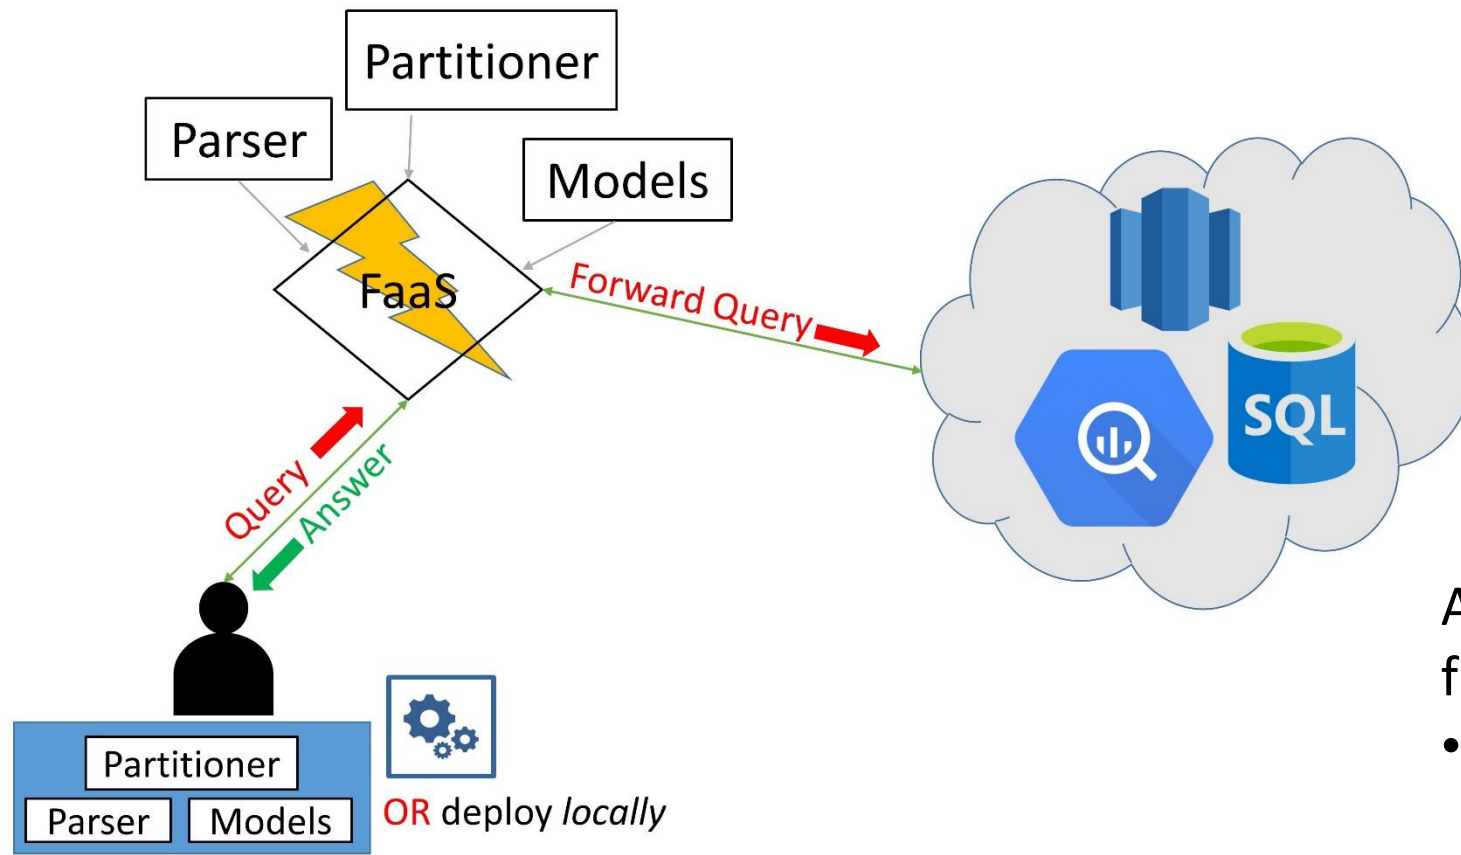 Partitioner
Parser
Models
FaaS
Forward Query
SQL
Query
Answer
Partitioner
Parser
Models
OR deploy locally
A
f
•